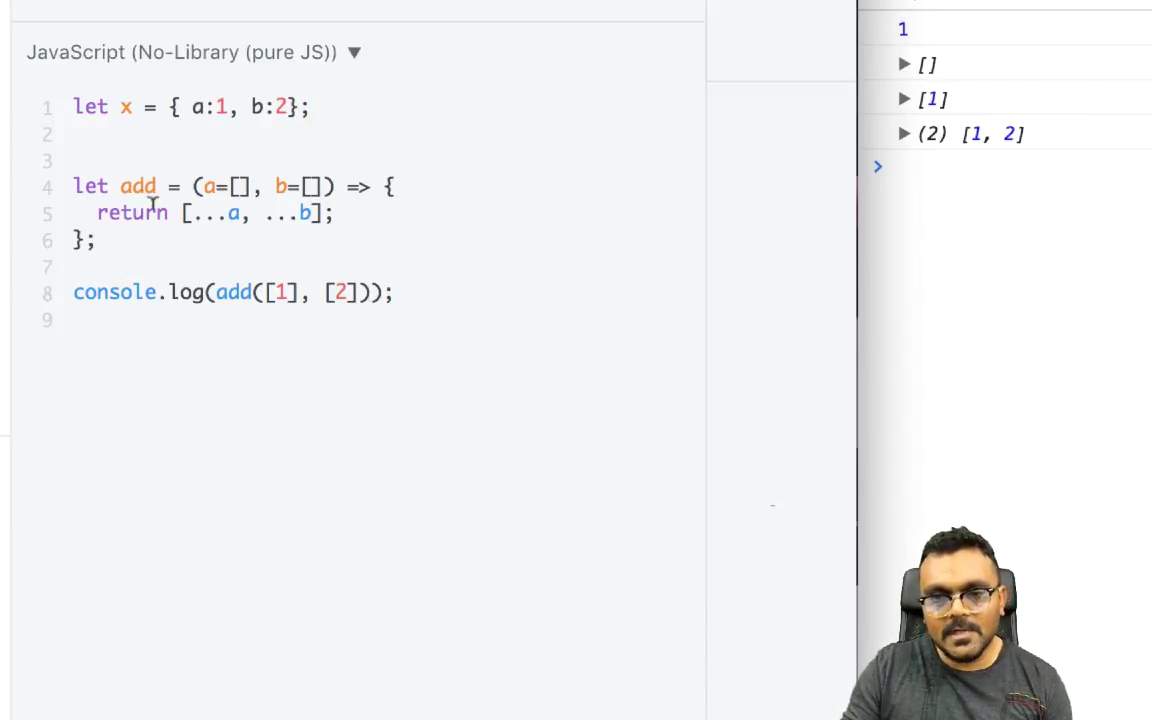 JavaScript (No-Library (pure JS)) ▼
1 let x = { a:1, b:2};
2
3
4 let add = (a=[], b=[]) => {
5 return [...a, ...b];
6 };
7
8 console.log(add([1], [2]));
9
1
▶ []
▶ [1]
▶ (2) [1, 2]
>